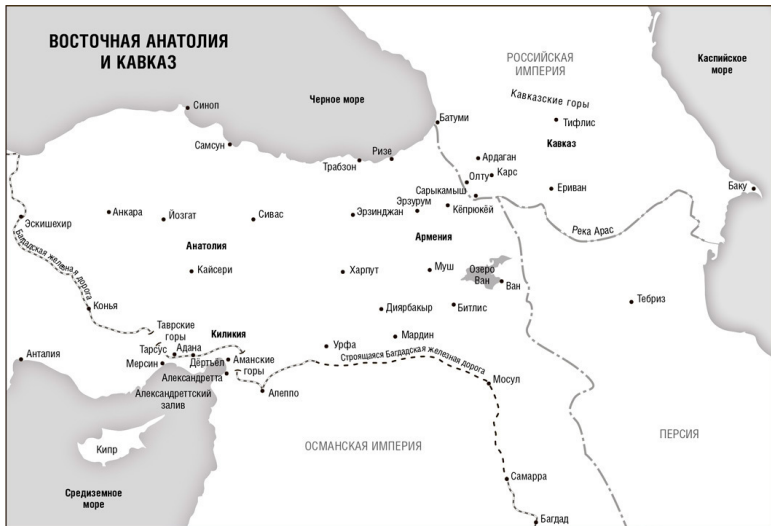 ВОСТОЧНАЯ АНАТОЛИЯ
И КАВКАЗ
РОССИЙСКАЯ
ИМПЕРИЯ
Каспийское
море
Черное море
Кавказские горы
Синоп
Батуми
Тифлис
Самсун
Кавказ
Ризе
Трабзон
Ардаган
Олту
Карс
Сарыкамыш
Ериван
Баку
Эрзурум
Кёпрюкёй
Анкара
Йозгат
Сивас
Эрзинджан
Эскишехир
Река Арас
Армения
Анатолия
Багдадская железная дорога
Кайсери
Харпут
Муш
Озеро
Ван
Ван
Тебриз
Диярбакыр
Битлис
Конья
Таврские
горы
Киликия
Мардин
Урфа
Тарсус
Адана
Анталия
Мерсин
Дёртьёл
Аманские
горы
Строящаяся Багдадская железная дорога
Александретта
Мосул
Алеппо
Александреттский
залив
Кипр
ОСМАНСКАЯ ИМПЕРИЯ
ПЕРСИЯ
Средиземное
море
Самарра
Багдад